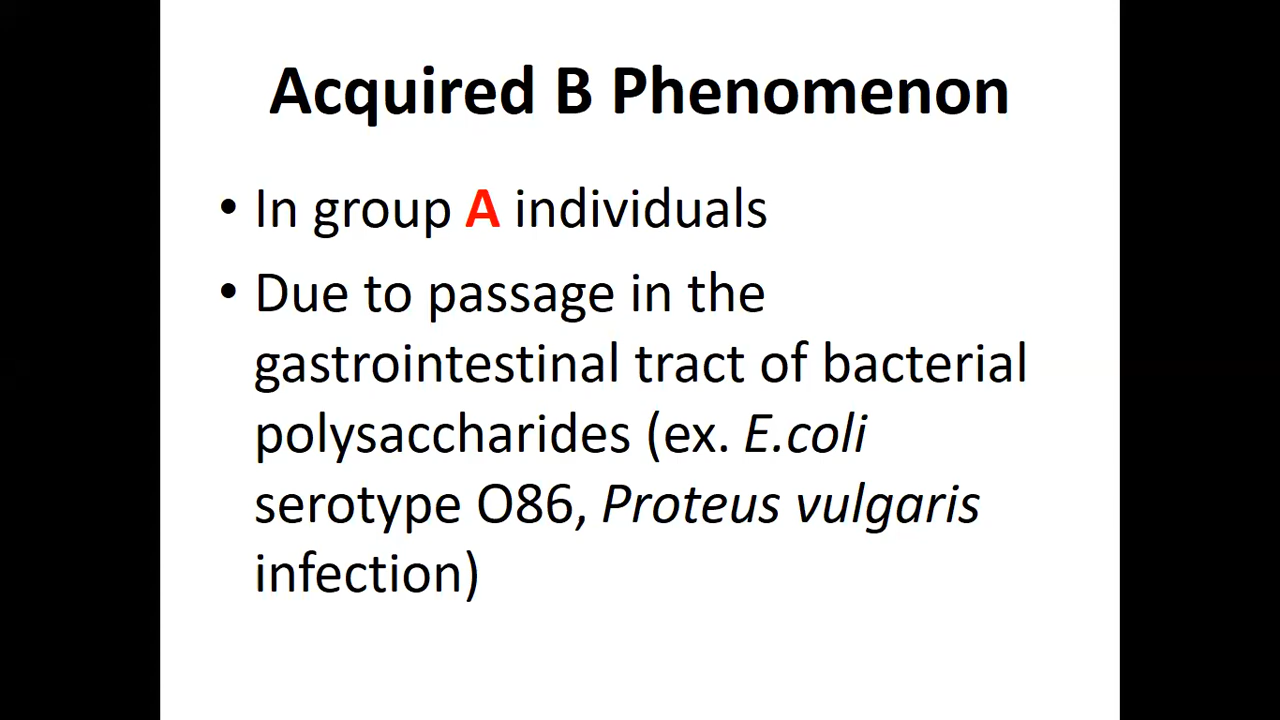 Acquired B Phenomenon
• In group A individuals
• Due to passage in the
gastrointestinal tract of bacterial
polysaccharides (ex. E.coli
serotype O86, Proteus vulgaris
infection)